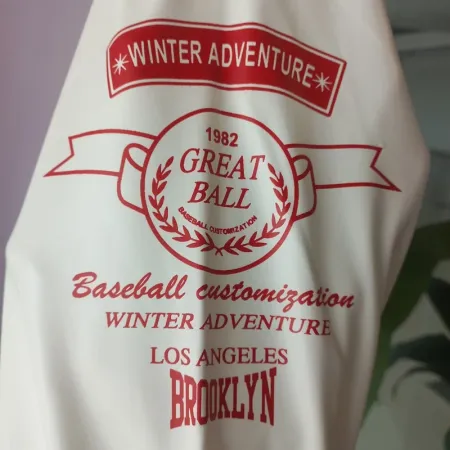 *WINTER ADVENTURE*
1982
GREAT
BALL
BASEBALL CUSTOMIZATION
Baseball customization
WINTER ADVENTURE
LOS ANGELES
BROOKLYN